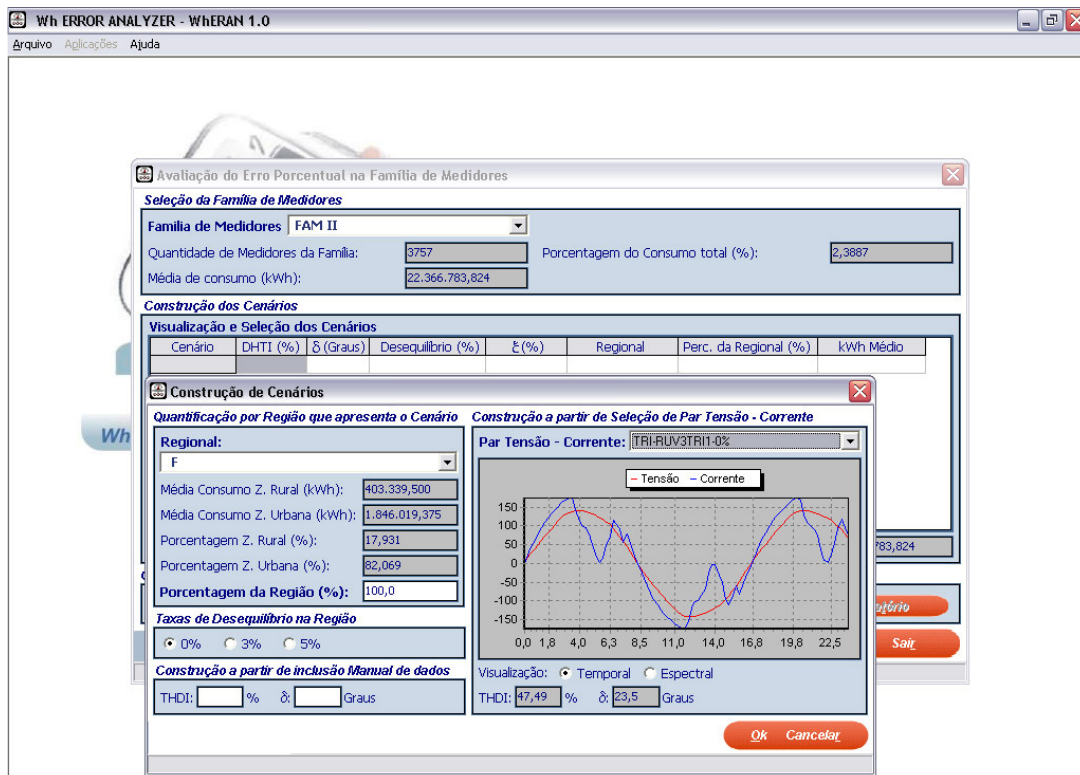 Wh ERROR ANALYZER - WhERAN 1.0
Arquivo Aplicações Ajuda
Avaliação do Erro Porcentual na Família de Medidores
Seleção da Família de Medidores
Familia de Medidores FAM II
Quantidade de Medidores da Família: 3757 Porcentagem do Consumo total (%): 2,3887
Média de consumo (kWh): 22.366.783,824
Construção dos Cenários
Visualização e Seleção dos Cenários
Cenário DHTI (%) δ (Graus) Desequilíbrio (%) ξ(%) Regional Perc. da Regional (%) kWh Médio
783,824
Sair
Wh
Construção de Cenários
Quantificação por Região que apresenta o Cenário
Regional:
F
Média Consumo Z. Rural (kWh): 403.339,500
Média Consumo Z. Urbana (kWh): 1.846.019,375
Porcentagem Z. Rural (%): 17,931
Porcentagem Z. Urbana (%): 82,069
Porcentagem da Região (%): 100,0
Taxas de Desequilíbrio na Região
0% 3% 5%
Construção a partir de inclusão Manual de dados
THDI: % δ: Graus
Construção a partir de Seleção de Par Tensão - Corrente
Par Tensão - Corrente: TRI-RUV3TRI1-0%
Tensão Corrente
150
100
50
0
-50
-100
-150
0,0 1,8 4,0 6,3 8,5 11,0 14,0 16,8 19,8 22,5
Visualização: Temporal Espectral
THDI: 47,49 % δ: 23,5 Graus
Ok Cancelar